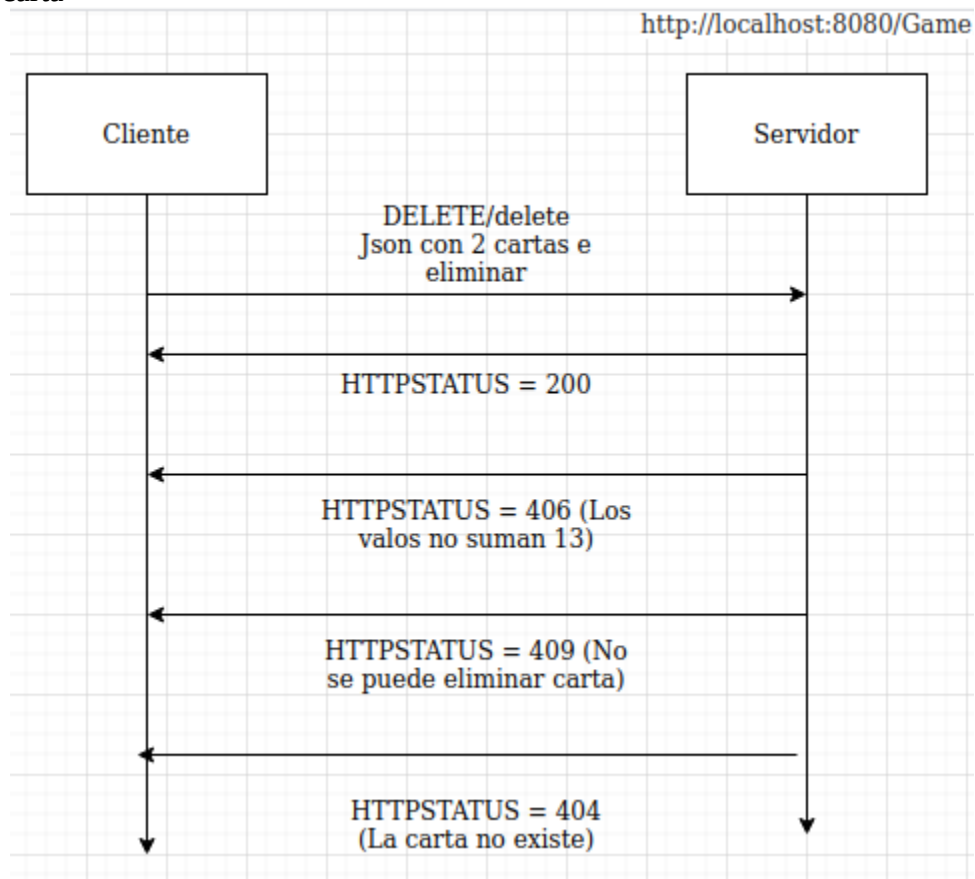 http://localhost:8080/Game
Cliente
Servidor
DELETE/delete
Json con 2 cartas e
eliminar
HTTPSTATUS = 200
HTTPSTATUS = 406 (Los
valos no suman 13)
HTTPSTATUS = 409 (No
se puede eliminar carta)
HTTPSTATUS = 404
(La carta no existe)